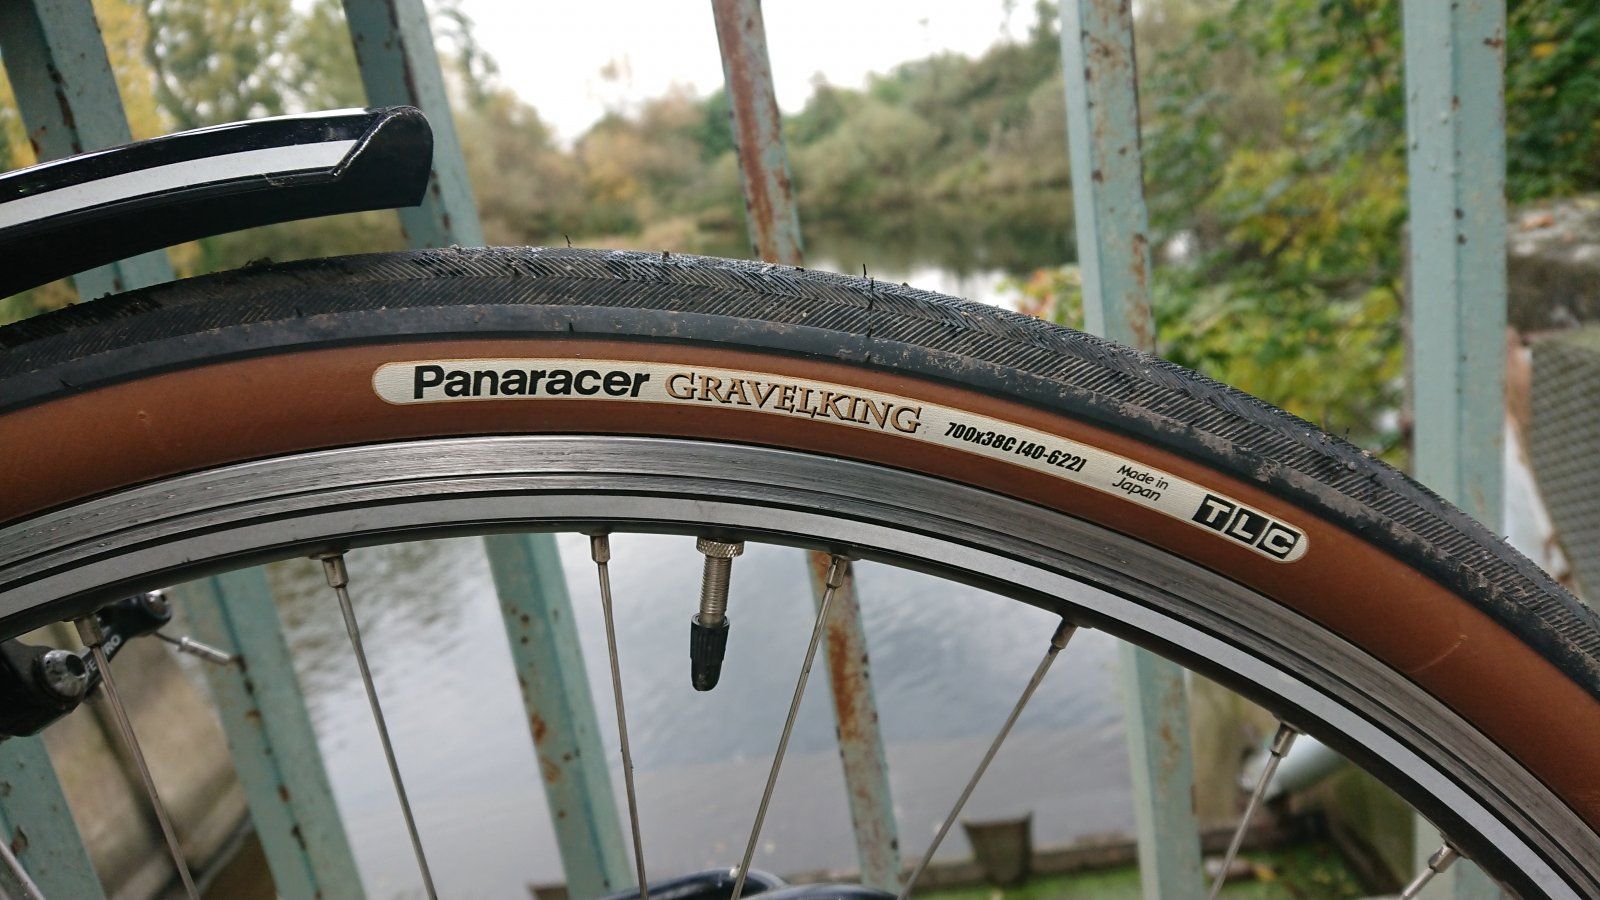 Panaracer GRAVELKING 700x38C [40-622] Made in
Japan
TLC